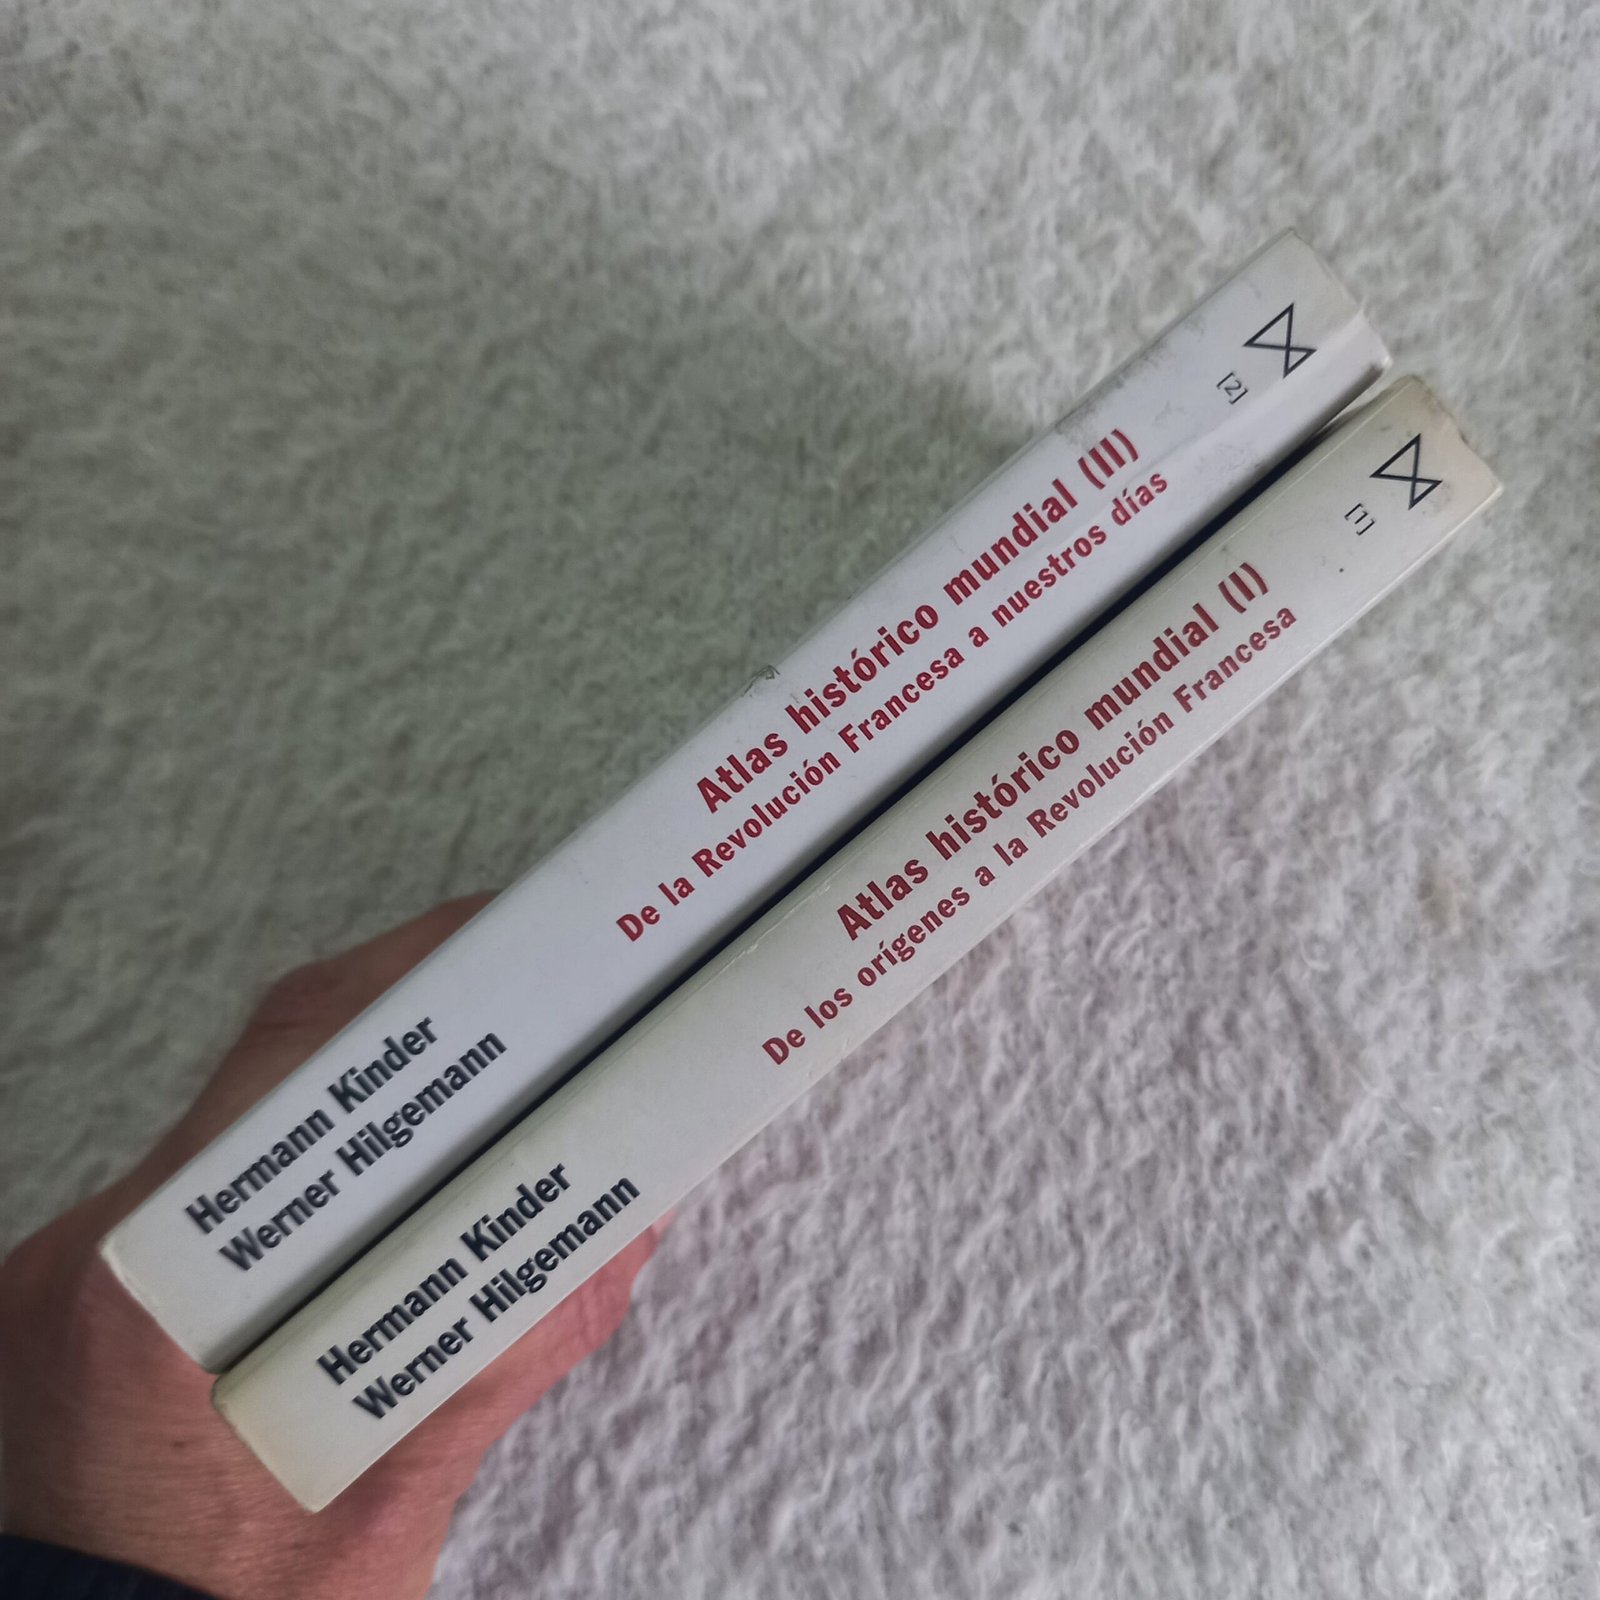 Hermann Kinder
Werner Hilgemann
Atlas histórico mundial (II)
De la Revolución Francesa a nuestros días
[2]
Hermann Kinder
Werner Hilgemann
Atlas histórico mundial (I)
De los orígenes a la Revolución Francesa
[1]